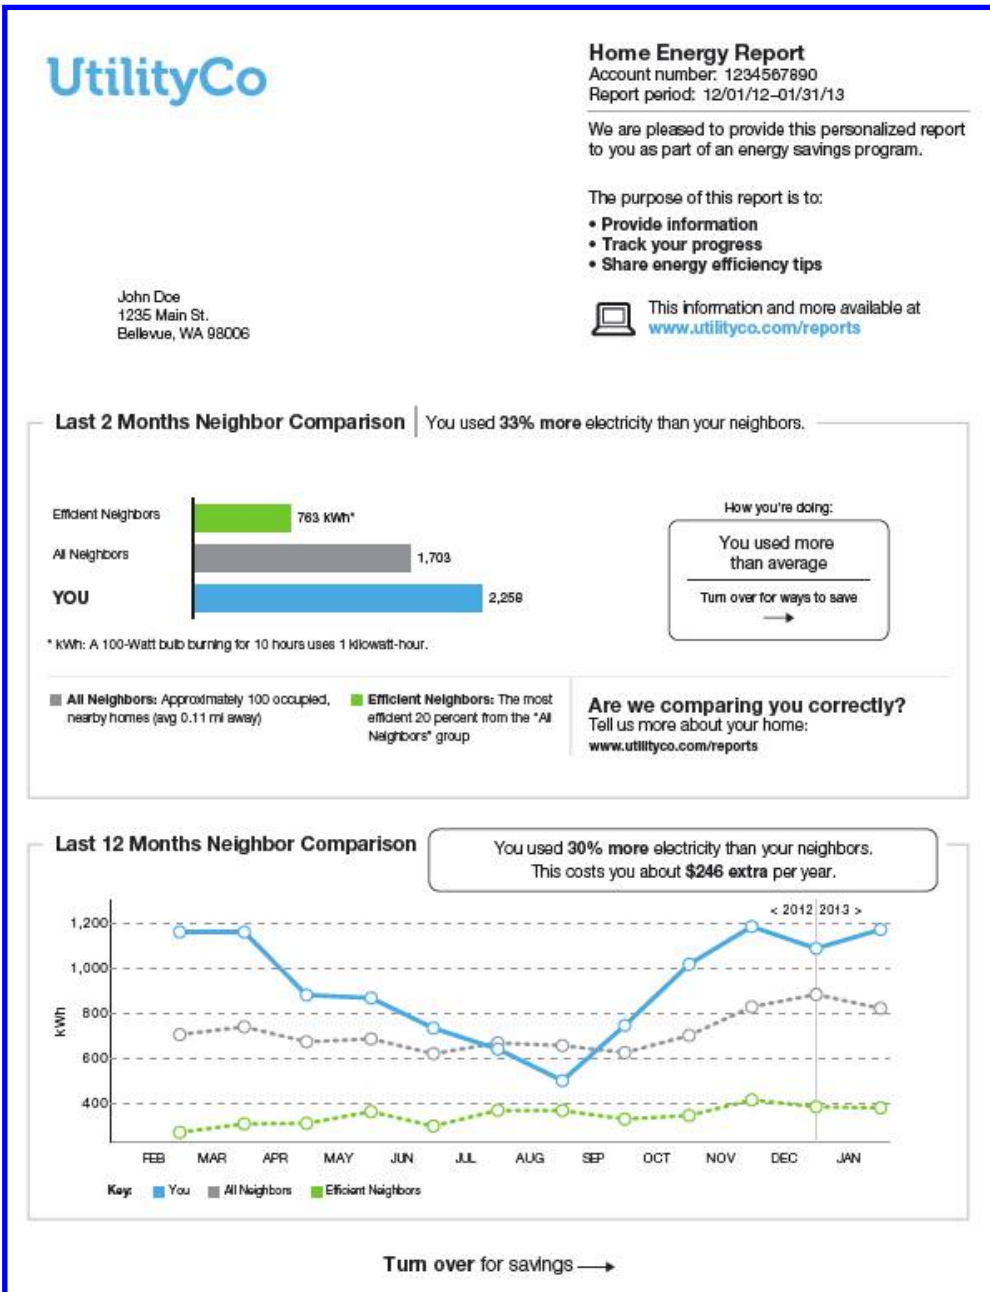 UtilityCo
Home Energy Report
Account number: 1234567890
Report period: 12/01/12–01/31/13
We are pleased to provide this personalized report
to you as part of an energy savings program.
The purpose of this report is to:
• Provide information
• Track your progress
• Share energy efficiency tips
This information and more available at
www.utilityco.com/reports
John Doe
1235 Main St.
Bellevue, WA 98006
Last 2 Months Neighbor Comparison | You used 33% more electricity than your neighbors.
Efficient Neighbors 763 kWh*
All Neighbors 1,703
YOU 2,258
* kWh: A 100-Watt bulb burning for 10 hours uses 1 kilowatt-hour.
How you're doing:
You used more
than average
Turn over for ways to save
All Neighbors: Approximately 100 occupied,
nearby homes (avg 0.11 mi away)
Efficient Neighbors: The most
efficient 20 percent from the "All
Neighbors" group
Are we comparing you correctly?
Tell us more about your home:
www.utilityco.com/reports
Last 12 Months Neighbor Comparison
You used 30% more electricity than your neighbors.
This costs you about $246 extra per year.
< 2012 2013 >
1,200
1,000
800
600
400
kWh
FEB MAR APR MAY JUN JUL AUG SEP OCT NOV DEC JAN
Key: You All Neighbors Efficient Neighbors
Turn over for savings